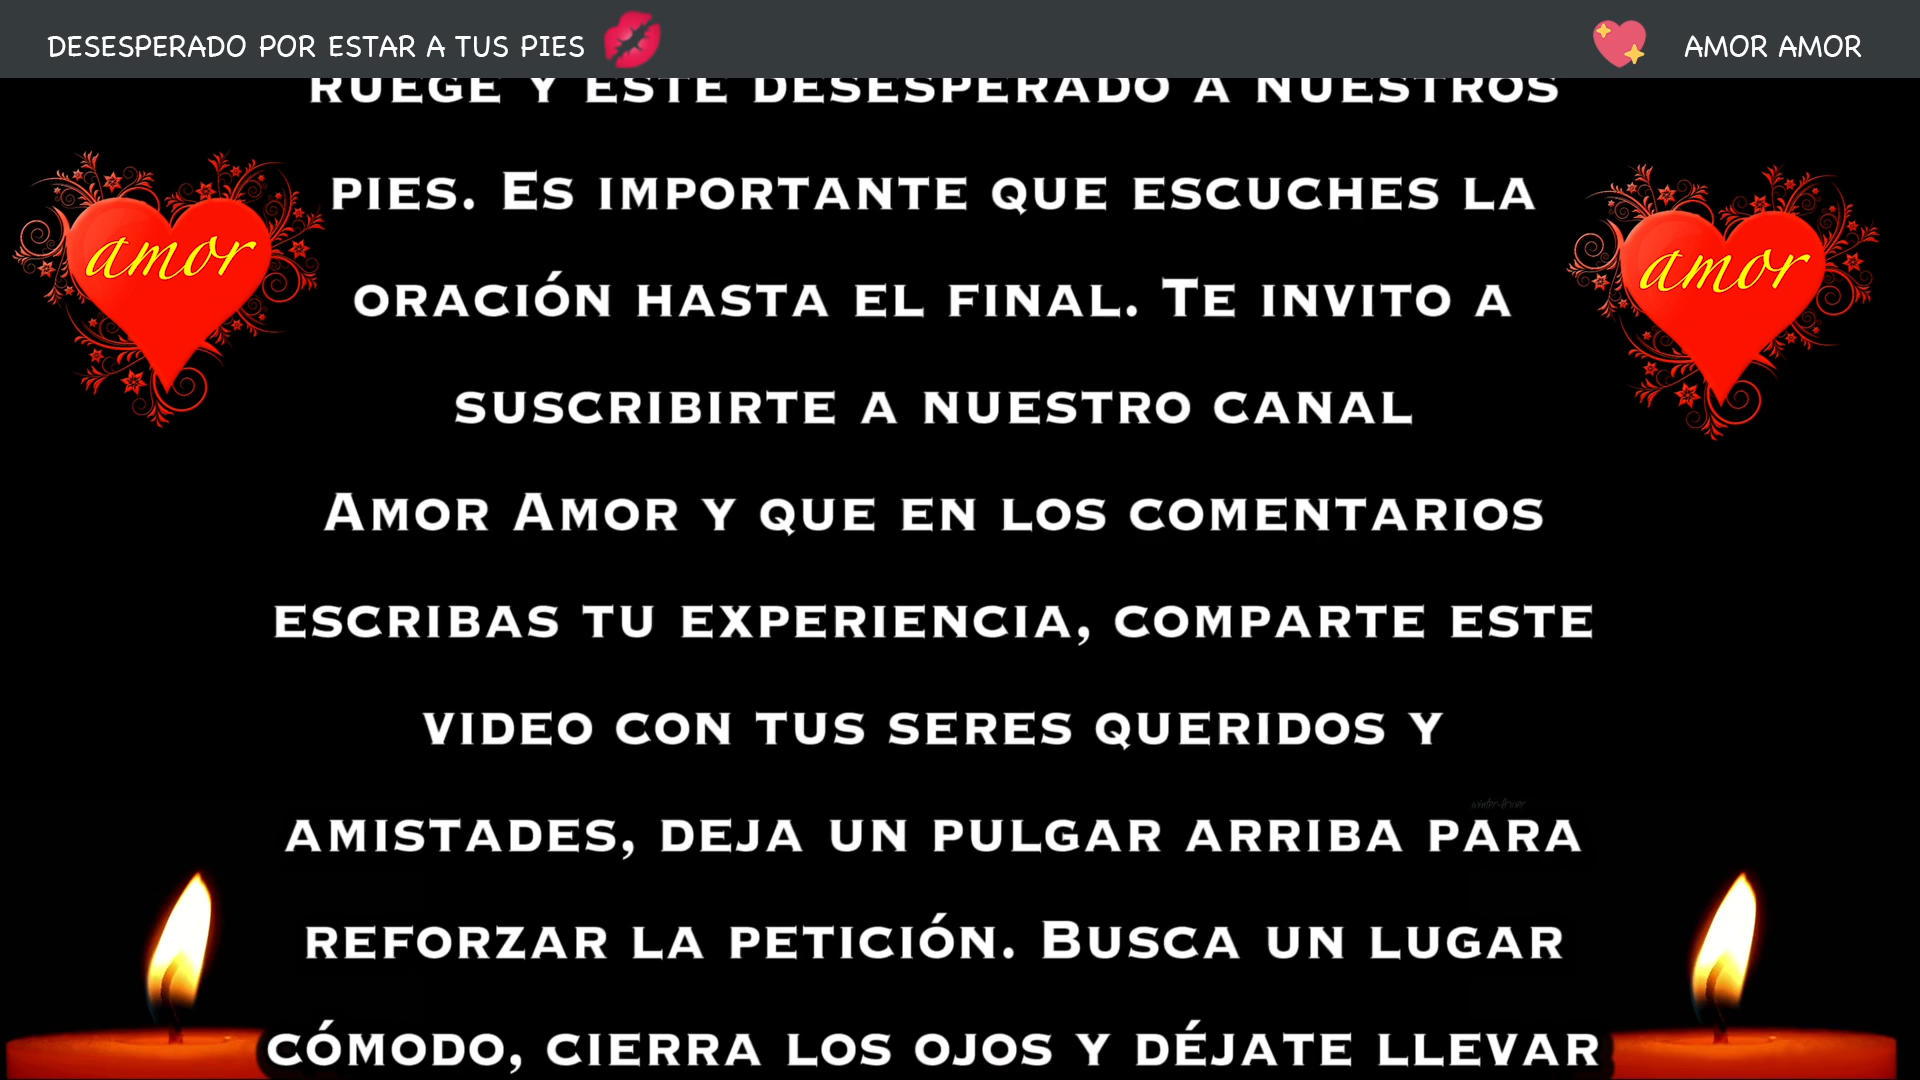 DESESPERADO POR ESTAR A TUS PIES
AMOR AMOR
RUEGE Y ESTE DESESPERADO A NUESTROS
PIES. ES IMPORTANTE QUE ESCUCHES LA
ORACIÓN HASTA EL FINAL. TE INVITO A
SUSCRIBIRTE A NUESTRO CANAL
AMOR AMOR Y QUE EN LOS COMENTARIOS
ESCRIBAS TU EXPERIENCIA, COMPARTE ESTE
VIDEO CON TUS SERES QUERIDOS Y
AMISTADES, DEJA UN PULGAR ARRIBA PARA
REFORZAR LA PETICIÓN. BUSCA UN LUGAR
CÓMODO, CIERRA LOS OJOS Y DÉJATE LLEVAR
amor
amor